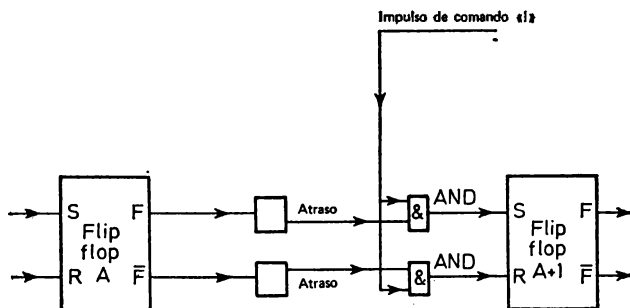 Impulso de comando «1»
S F
Flip
flop
R A F̅
Atraso
Atraso
& AND
& AND
S F
Flip
flop
R A+1 F̅